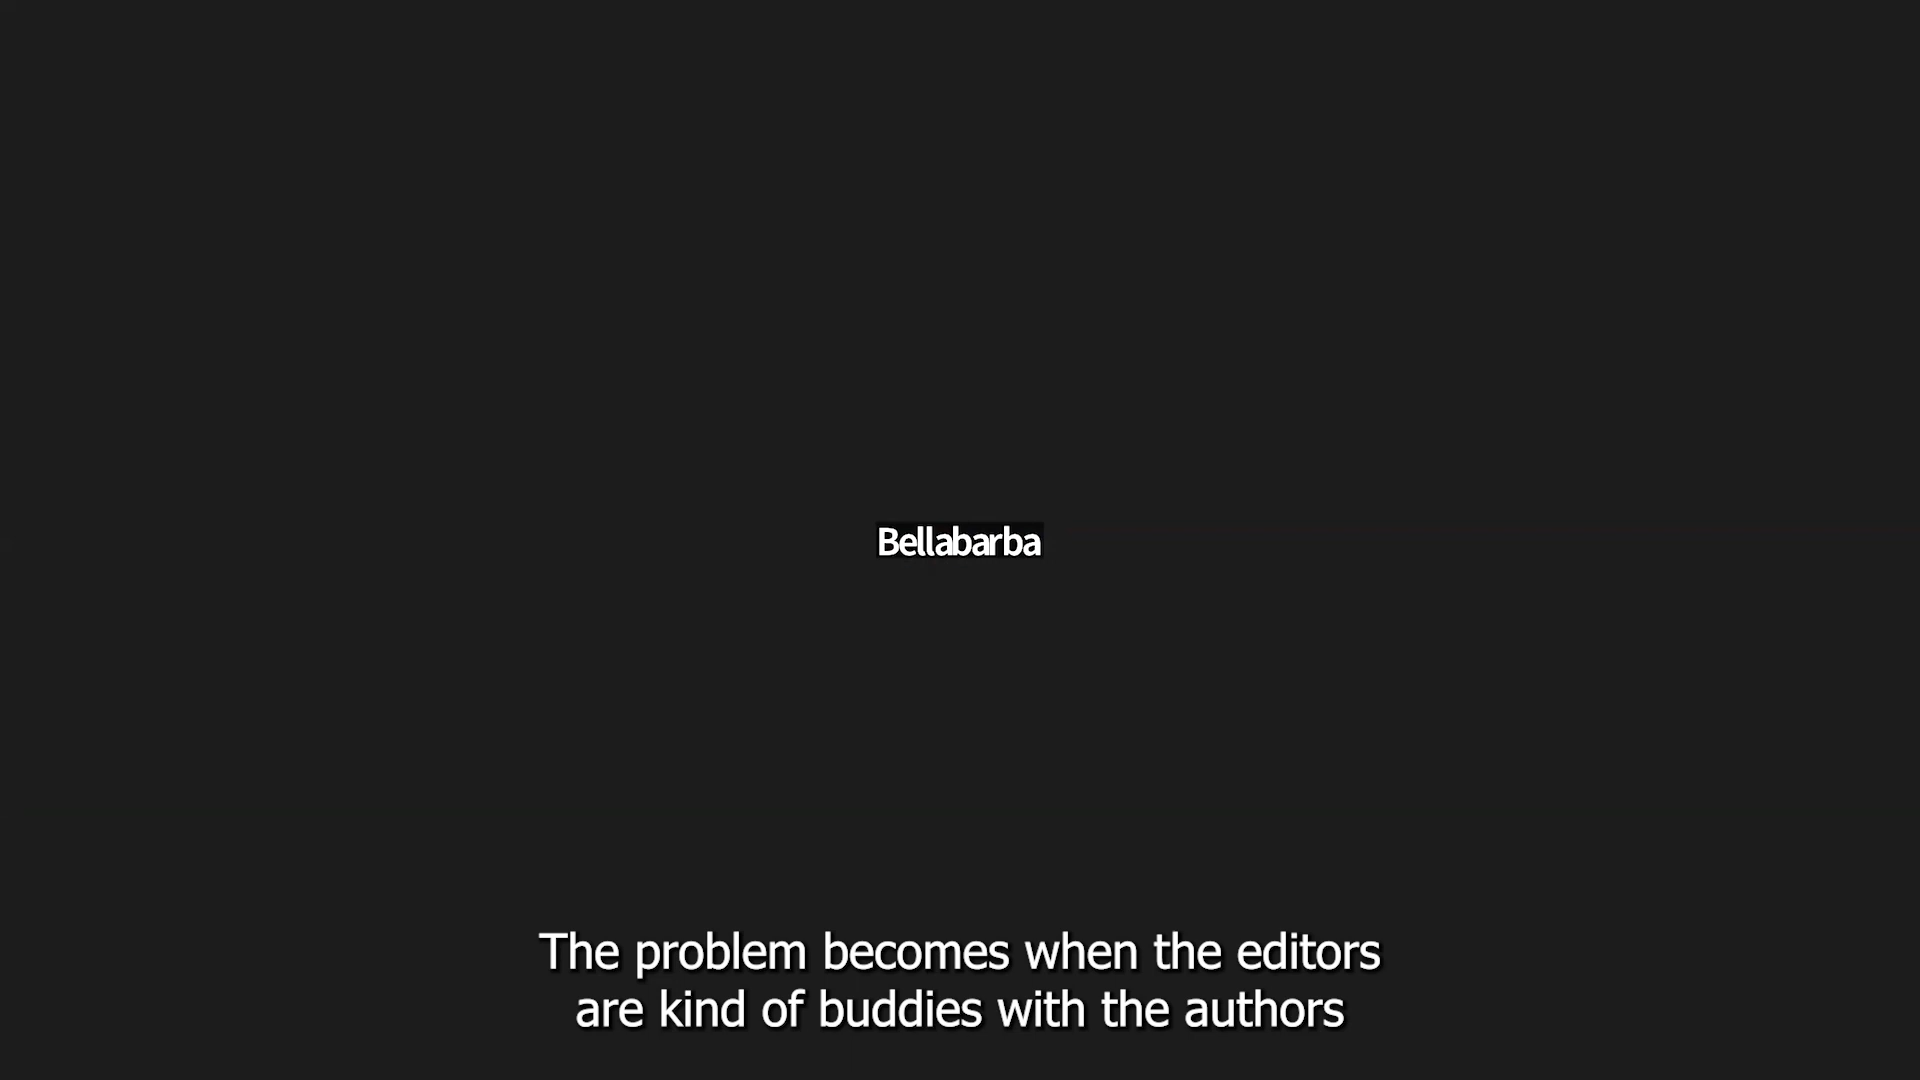 Bellabarba
The problem becomes when the editors
are kind of buddies with the authors